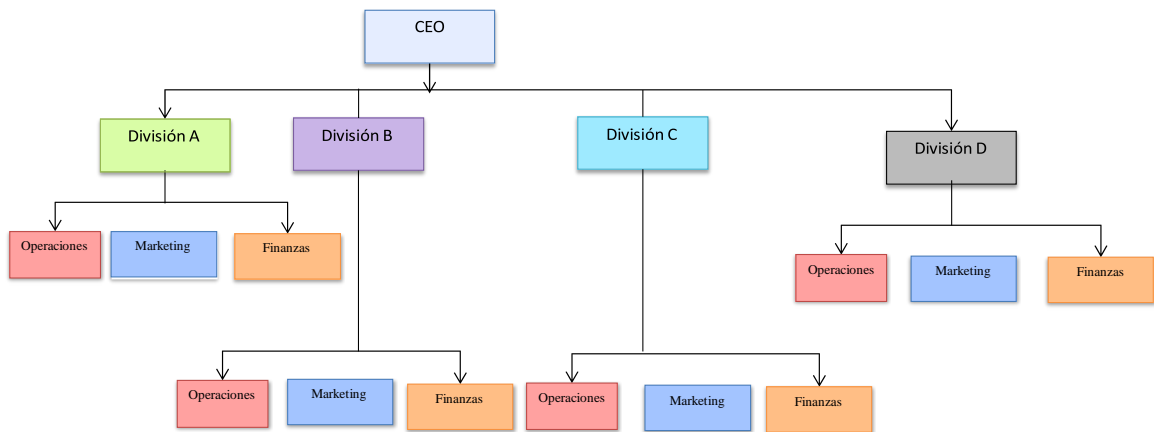 CEO
División A
División B
División C
División D
Operaciones
Marketing
Finanzas
Operaciones
Marketing
Finanzas
Operaciones
Marketing
Finanzas
Operaciones
Marketing
Finanzas